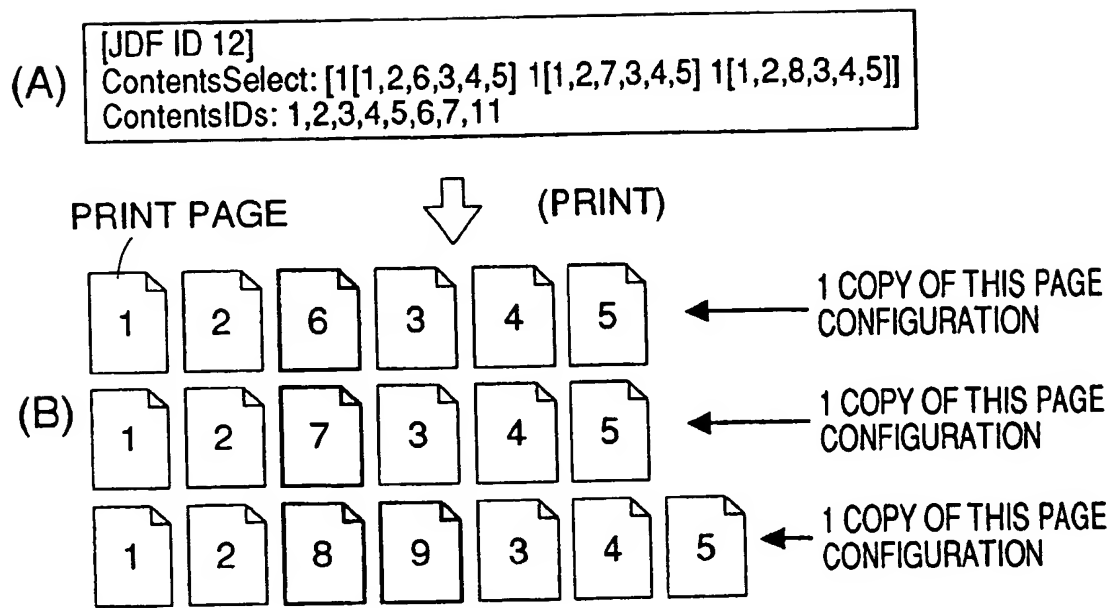 (A)
[JDF ID 12]
ContentsSelect: [1[1,2,6,3,4,5] 1[1,2,7,3,4,5] 1[1,2,8,3,4,5]]
ContentsIDs: 1,2,3,4,5,6,7,11
PRINT PAGE
(PRINT)
1 2 6 3 4 5
1 COPY OF THIS PAGE
CONFIGURATION
(B)
1 2 7 3 4 5
1 COPY OF THIS PAGE
CONFIGURATION
1 2 8 9 3 4 5
1 COPY OF THIS PAGE
CONFIGURATION